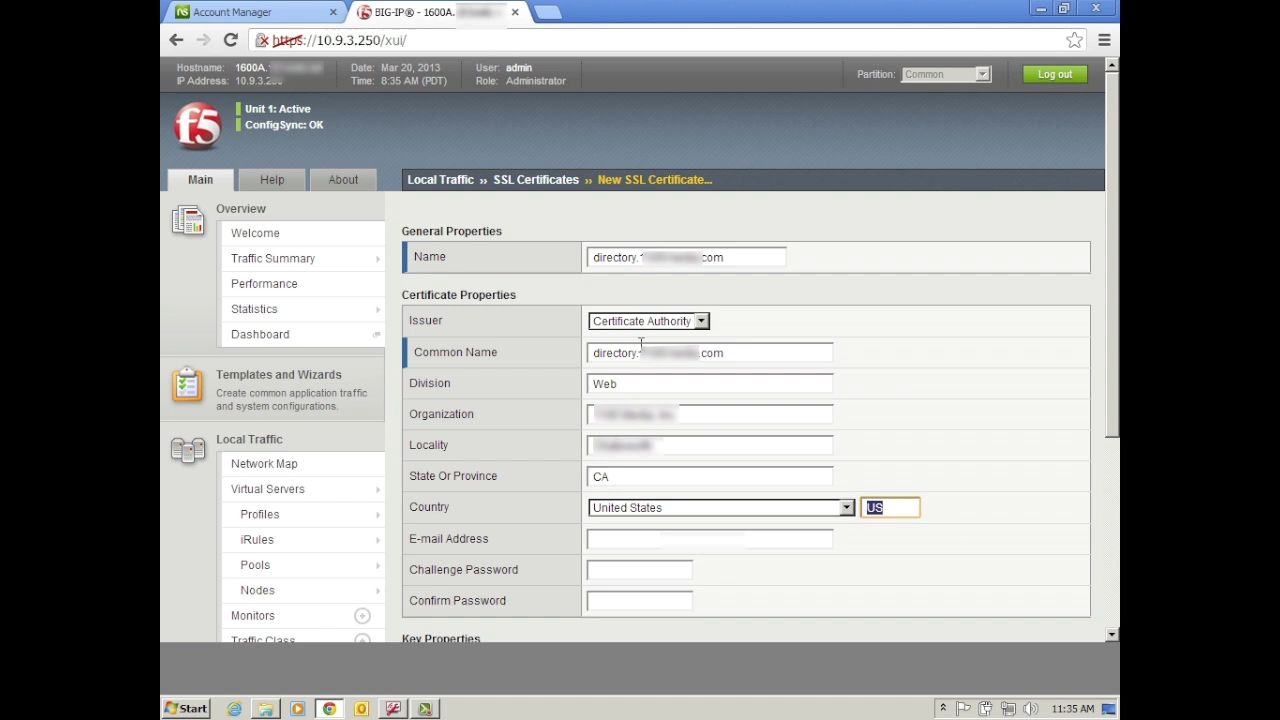 Account Manager
BIG-IP® - 1600A.
https://10.9.3.250/xui/
Hostname: 1600A.
IP Address: 10.9.3.
Date: Mar 20, 2013
Time: 8:35 AM (PDT)
User: admin
Role: Administrator
Partition: Common
Log out
f5
Unit 1: Active
ConfigSync: OK
Main Help About
Local Traffic ›› SSL Certificates ›› New SSL Certificate...
Overview
Welcome
Traffic Summary
Performance
Statistics
Dashboard
Templates and Wizards
Create common application traffic
and system configurations.
Local Traffic
Network Map
Virtual Servers
Profiles
iRules
Pools
Nodes
Monitors
Traffic Class
General Properties
Name directory. .com
Certificate Properties
Issuer Certificate Authority
Common Name directory. .com
Division Web
Organization
Locality
State Or Province CA
Country United States US
E-mail Address
Challenge Password
Confirm Password
Key Properties
Start
11:35 AM